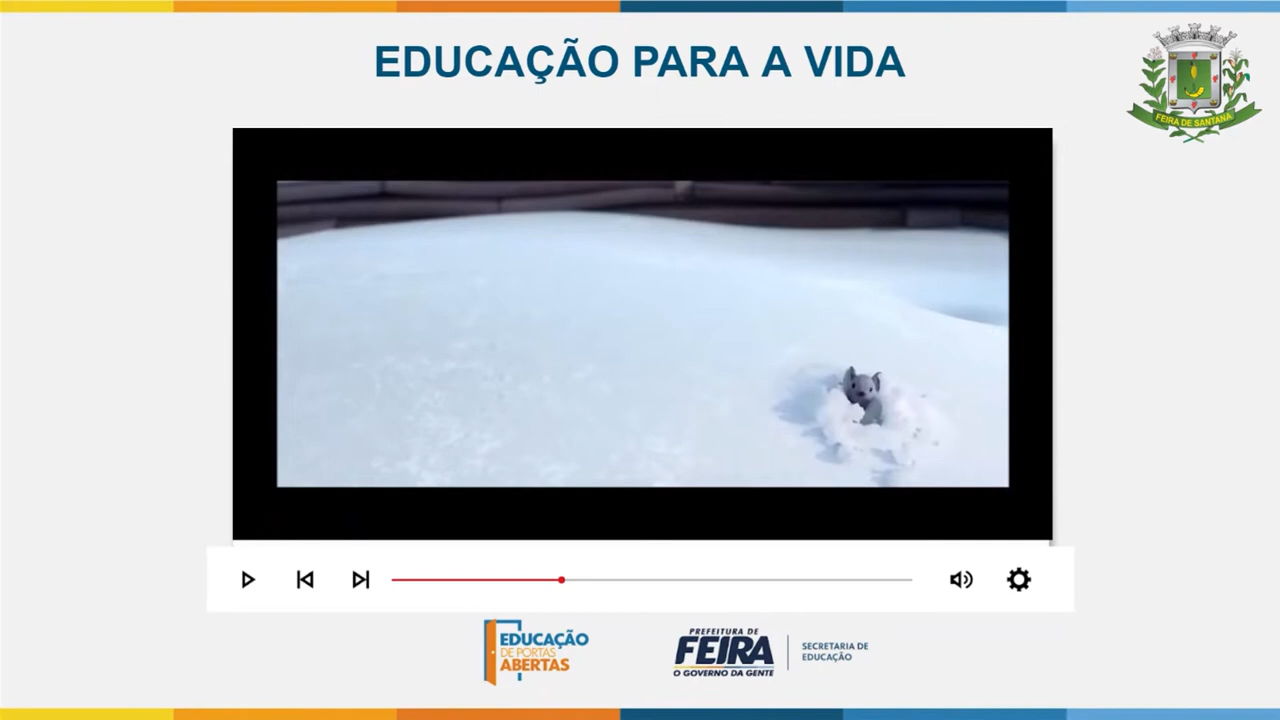 EDUCAÇÃO PARA A VIDA
FEIRA DE SANTANA
EDUCAÇÃO
DE PORTAS
ABERTAS
PREFEITURA DE
FEIRA
O GOVERNO DA GENTE
SECRETARIA DE
EDUCAÇÃO